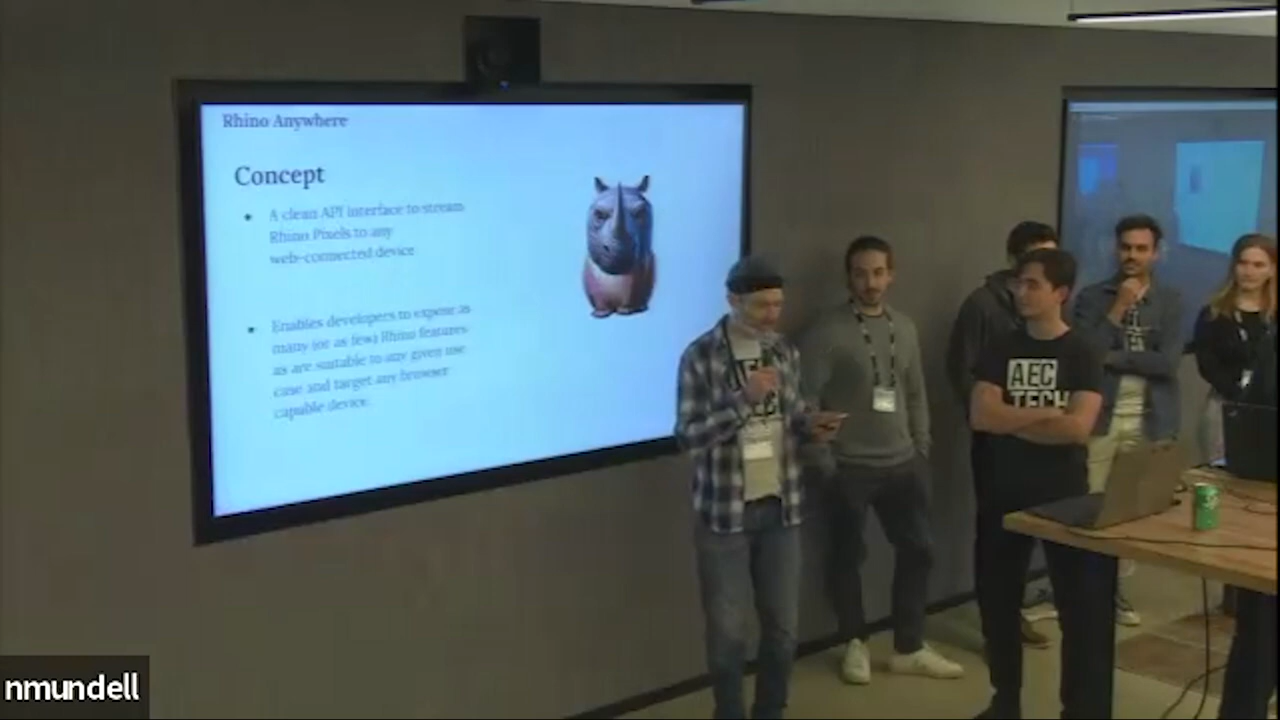 Rhino Anywhere
Concept
A clean API interface to stream
Rhino Pixels to any
web-connected device
Enables developers to expose as
many (or as few) Rhino features
as are suitable to any given use
case and target any browser
capable device.
AEC
TECH
AEC
TECH
nmundell